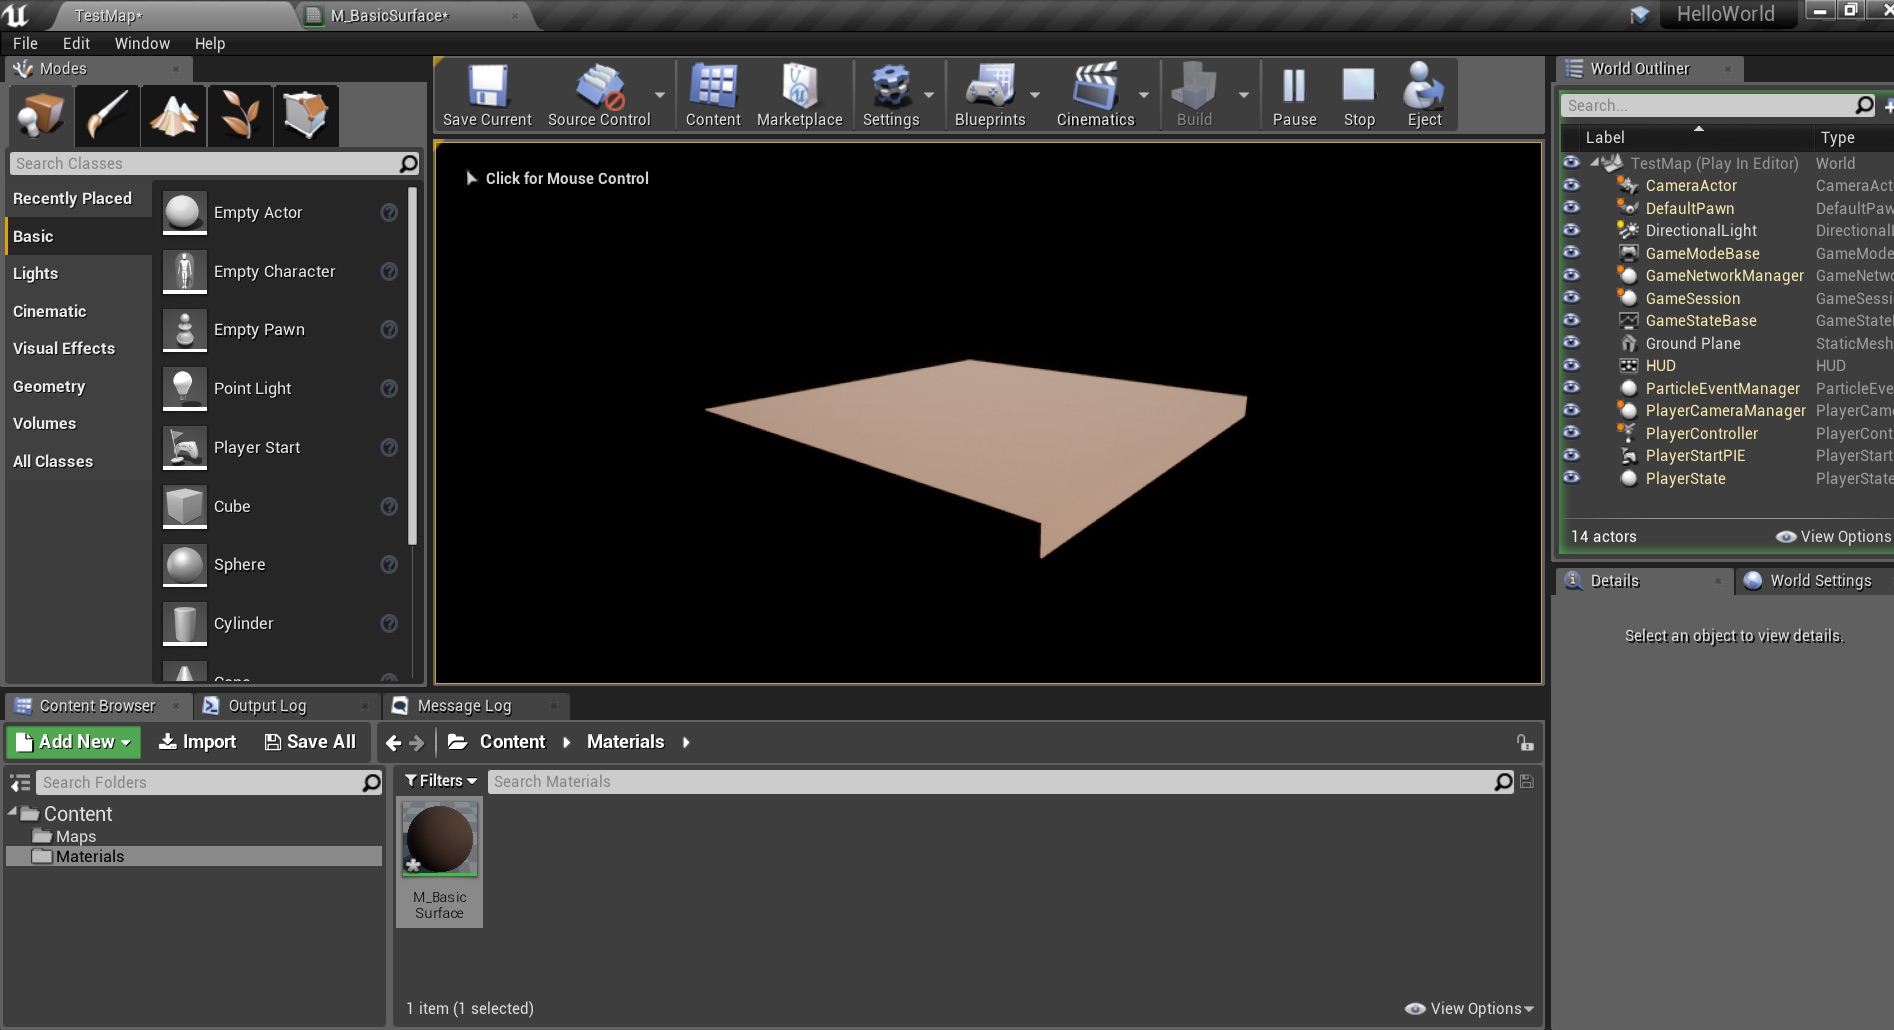 TestMap*
M_BasicSurface*
HelloWorld
File Edit Window Help
Modes
Search Classes
Recently Placed
Basic
Lights
Cinematic
Visual Effects
Geometry
Volumes
All Classes
Empty Actor
Empty Character
Empty Pawn
Point Light
Player Start
Cube
Sphere
Cylinder
Save Current
Source Control
Content
Marketplace
Settings
Blueprints
Cinematics
Build
Pause
Stop
Eject
Click for Mouse Control
World Outliner
Search...
Label Type
TestMap (Play In Editor) World
CameraActor CameraAct
DefaultPawn DefaultPaw
DirectionalLight Directional
GameModeBase GameMode
GameNetworkManager GameNetw
GameSession GameSessi
GameStateBase GameState
Ground Plane StaticMesh
HUD HUD
ParticleEventManager ParticleEve
PlayerCameraManager PlayerCam
PlayerController PlayerCont
PlayerStartPIE PlayerStart
PlayerState PlayerState
14 actors View Options
Details
World Settings
Select an object to view details.
Content Browser
Output Log
Message Log
Add New Import Save All
Content Materials
Search Folders
Content
Maps
Materials
Filters Search Materials
M_Basic
Surface
1 item (1 selected) View Options